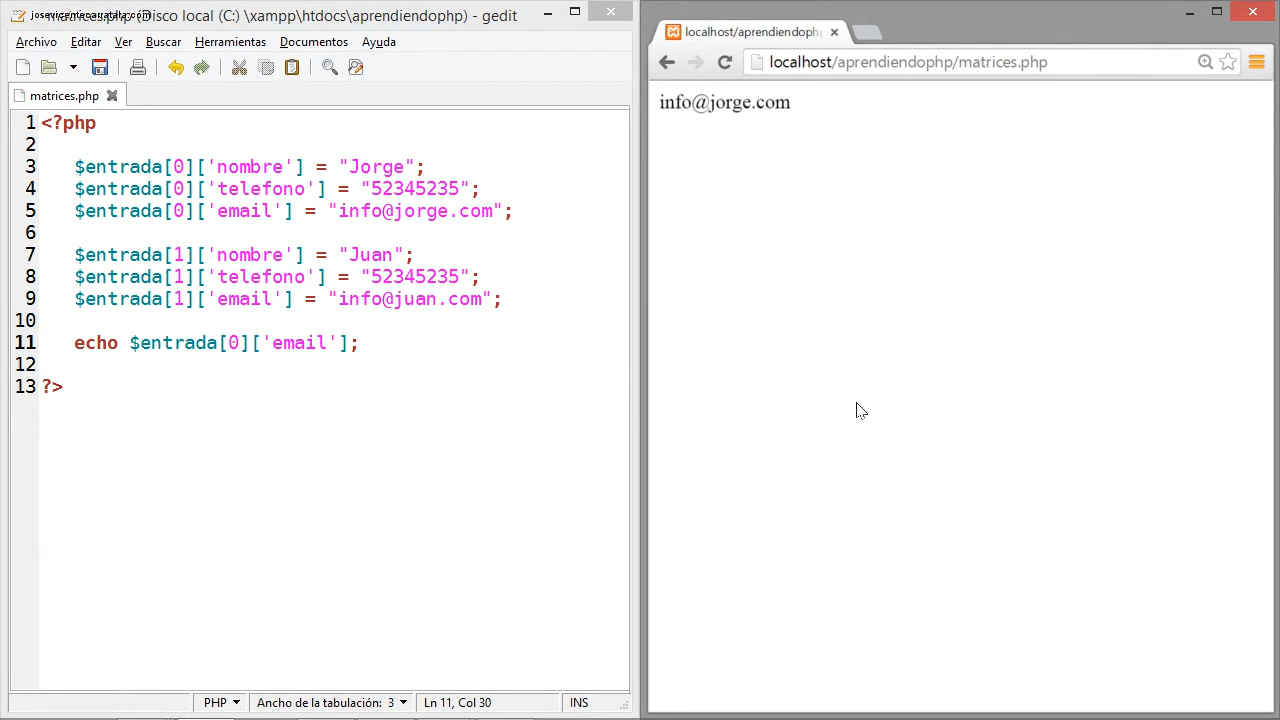 (Disco local (C:) \xampp\htdocs\aprendiendophp) - gedit
Archivo Editar Ver Buscar Herramientas Documentos Ayuda
matrices.php
1 <?php
2
3 $entrada[0]['nombre'] = "Jorge";
4 $entrada[0]['telefono'] = "52345235";
5 $entrada[0]['email'] = "info@jorge.com";
6
7 $entrada[1]['nombre'] = "Juan";
8 $entrada[1]['telefono'] = "52345235";
9 $entrada[1]['email'] = "info@juan.com";
10
11 echo $entrada[0]['email'];
12
13 ?>
PHP Ancho de la tabulación: 3 Ln 11, Col 30 INS
localhost/aprendiendoph
localhost/aprendiendophp/matrices.php
info@jorge.com